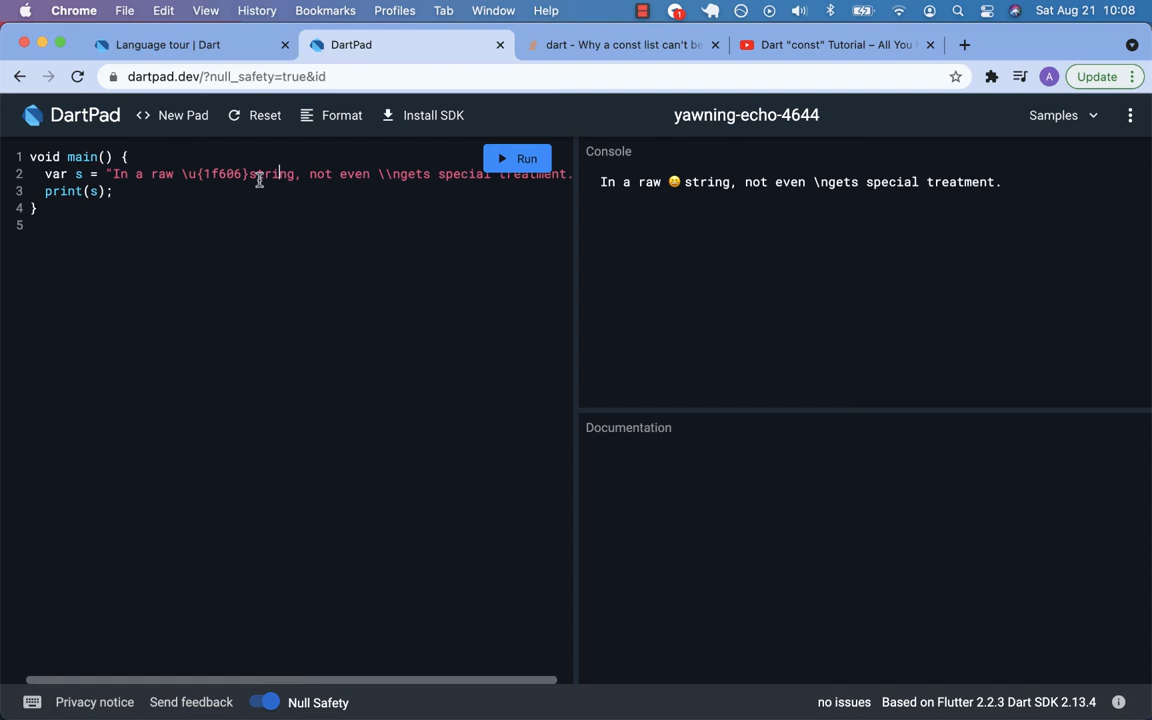 Chrome File Edit View History Bookmarks Profiles Tab Window Help 1 Sat Aug 21 10:08
Language tour | Dart DartPad dart - Why a const list can't be Dart "const" Tutorial – All You
dartpad.dev/?null_safety=true&id A Update
DartPad <> New Pad Reset Format Install SDK yawning-echo-4644 Samples
Run
1 void main() {
2 var s = "In a raw \u{1f606}string, not even \\ngets special treatment.
3 print(s);
4 }
5
Console
In a raw 😆string, not even \ngets special treatment.
Documentation
Privacy notice Send feedback Null Safety no issues Based on Flutter 2.2.3 Dart SDK 2.13.4